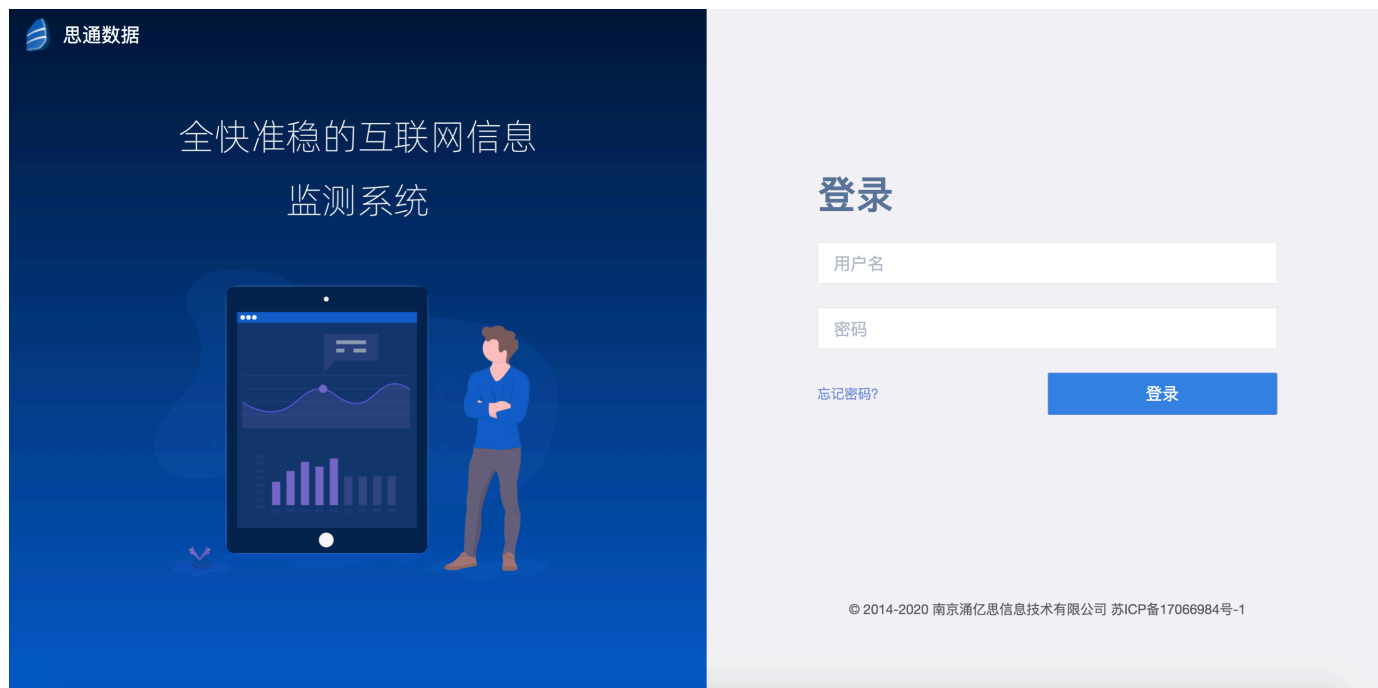 思通数据
全快准稳的互联网信息
监测系统
登录
用户名
密码
忘记密码?
登录
© 2014-2020 南京涌亿思信息技术有限公司 苏ICP备17066984号-1